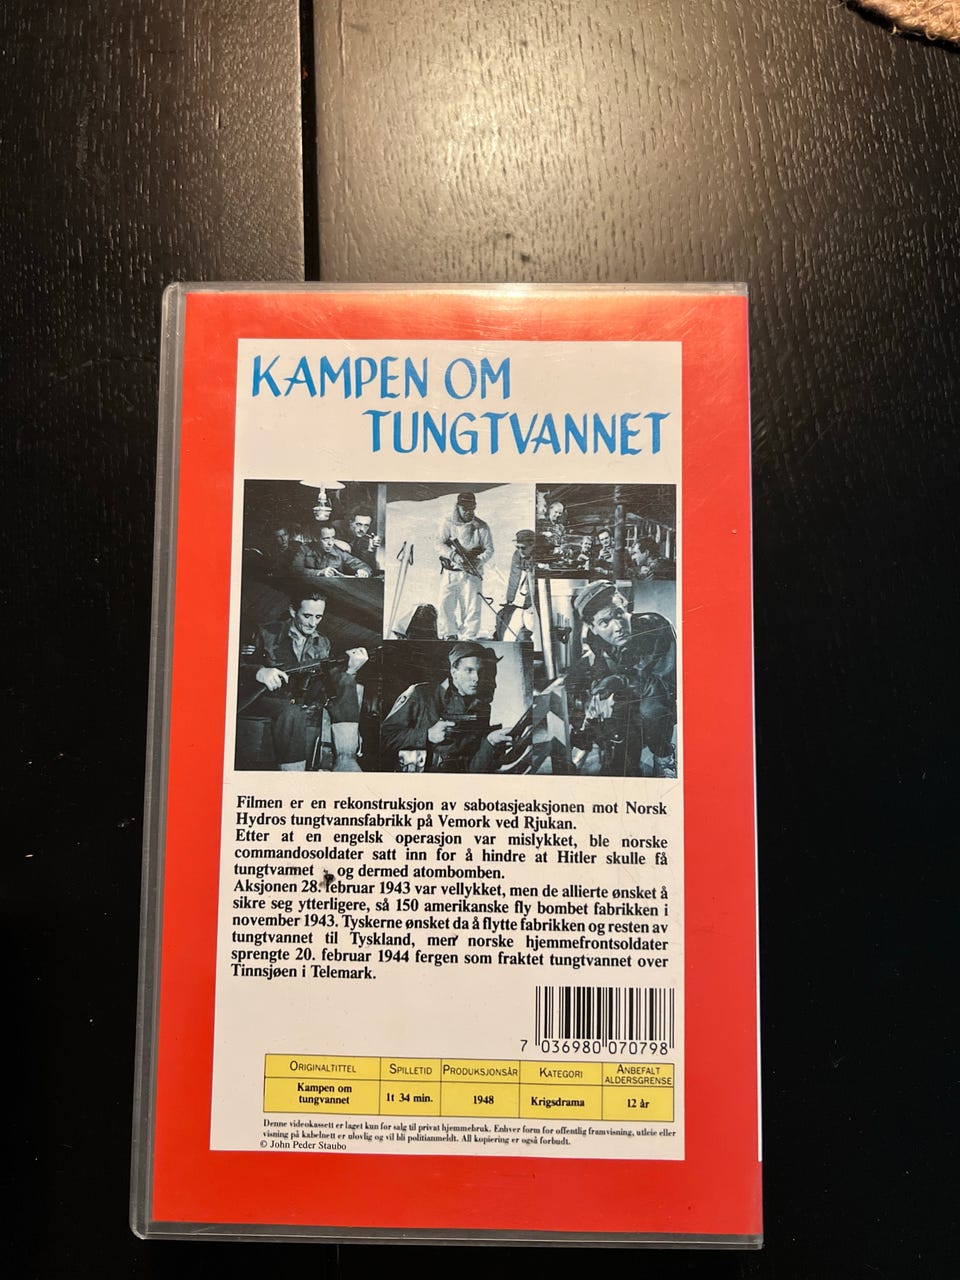 KAMPEN OM
TUNGTVANNET
Filmen er en rekonstruksjon av sabotasjeaksjonen mot Norsk
Hydros tungtvannsfabrikk på Vemork ved Rjukan.
Etter at en engelsk operasjon var mislykket, ble norske
commandosoldater satt inn for å hindre at Hitler skulle få
tungtvannet og dermed atombomben.
Aksjonen 28. februar 1943 var vellykket, men de allierte ønsket å
sikre seg ytterligere, så 150 amerikanske fly bombet fabrikken i
november 1943. Tyskerne ønsket da å flytte fabrikken og resten av
tungtvannet til Tyskland, men norske hjemmefrontsoldater
sprengte 20. februar 1944 fergen som fraktet tungtvannet over
Tinnsjøen i Telemark.
7 036980 070798
ORIGINALTITTEL SPILLETID PRODUKSJONSÅR KATEGORI ANBEFALT ALDERSGRENSE
Kampen om tungtvannet 1t 34 min. 1948 Krigsdrama 12 år
Denne videokassett er laget kun for salg til privat hjemmebruk. Enhver form for offentlig framvisning, utleie eller
visning på kabelnett er ulovlig og vil bli politianmeldt. All kopiering er også forbudt.
© John Peder Staubo